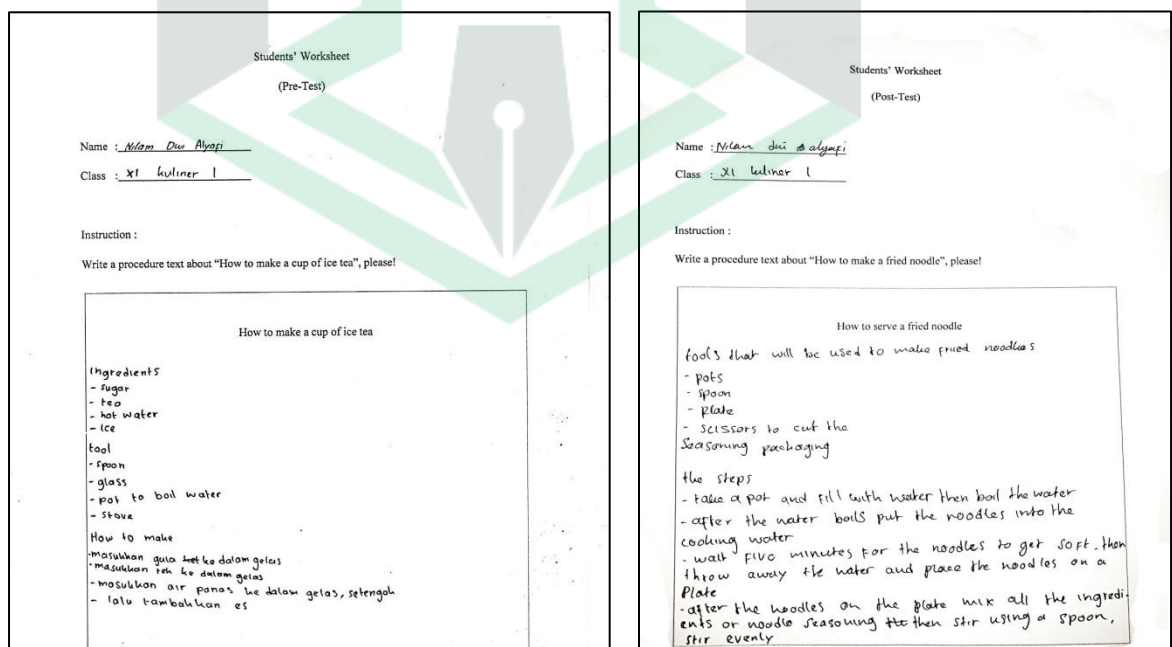 Students' Worksheet
(Pre-Test)
Name : Nilam Dwi Alyafi
Class : XI kuliner 1
Instruction :
Write a procedure text about “How to make a cup of ice tea”, please!
How to make a cup of ice tea
Ingredients
- sugar
- tea
- hot water
- ice
tool
- spoon
- glass
- pot to boil water
- stove
How to make
- masukkan gula ke dalam gelas
- masukkan teh ke dalam gelas
- masukkan air panas ke dalam gelas, setengah
- lalu tambahkan es
Students' Worksheet
(Post-Test)
Name : Nilam dwi alyafi
Class : XI kuliner 1
Instruction :
Write a procedure text about “How to make a fried noodle”, please!
How to serve a fried noodle
tools that will be used to make fried noodles
- pots
- spoon
- plate
- scissors to cut the
seasoning packaging
the steps
- take a pot and fill with water then boil the water
- after the water boils put the noodles into the
cooking water
- wait five minutes for the noodles to get soft. then
throw away the water and place the noodles on a
plate
- after the noodles on the plate mix all the ingredi-
ents or noodle seasoning then stir using a spoon,
stir evenly